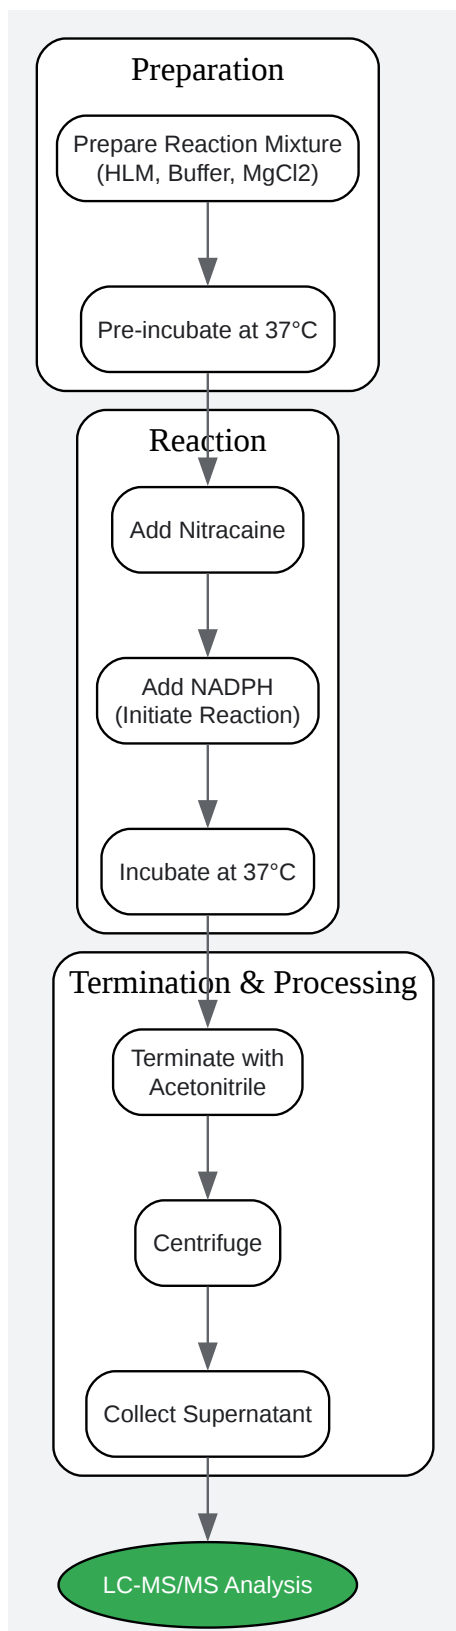 Preparation
Prepare Reaction Mixture
(HLM, Buffer, MgCl2)
Pre-incubate at 37°C
Reaction
Add Nitracaine
Add NADPH
(Initiate Reaction)
Incubate at 37°C
Termination & Processing
Terminate with
Acetonitrile
Centrifuge
Collect Supernatant
LC-MS/MS Analysis